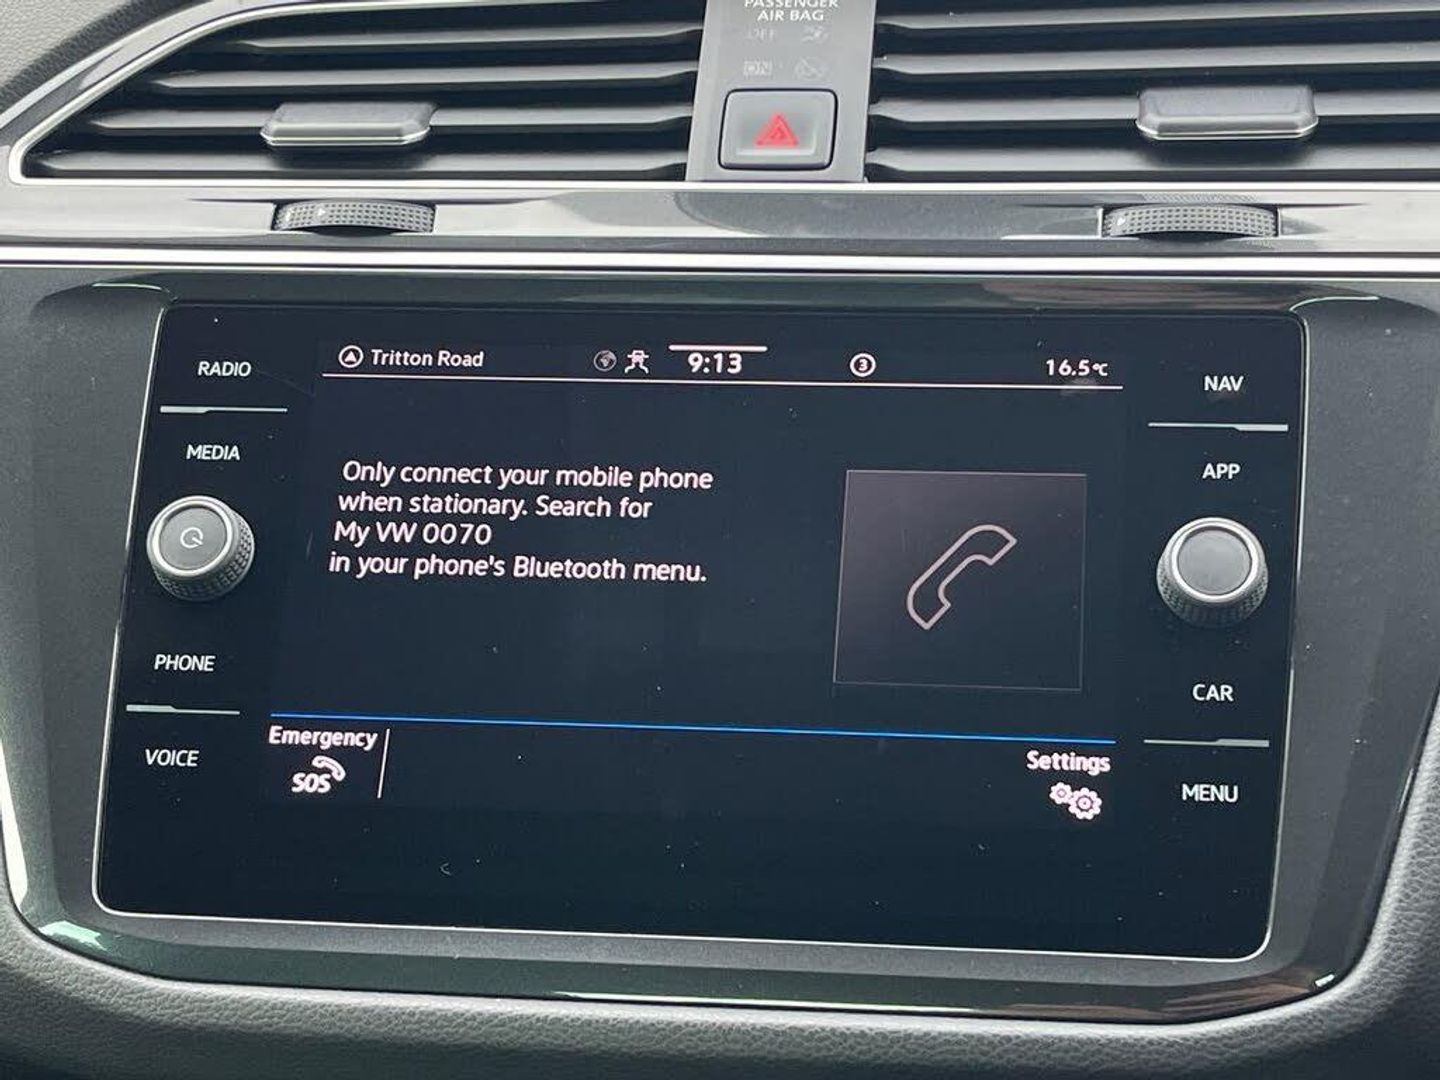 PASSENGER
AIR BAG
OFF
ON
Tritton Road
9:13
3
16.5°C
RADIO
MEDIA
PHONE
VOICE
NAV
APP
CAR
MENU
Only connect your mobile phone
when stationary. Search for
My VW 0070
in your phone's Bluetooth menu.
Emergency
SOS
Settings